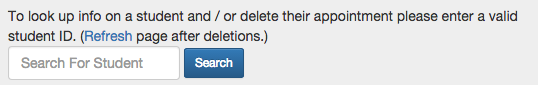 To look up info on a student and / or delete their appointment please enter a valid
student ID. (Refresh page after deletions.)
Search For Student Search